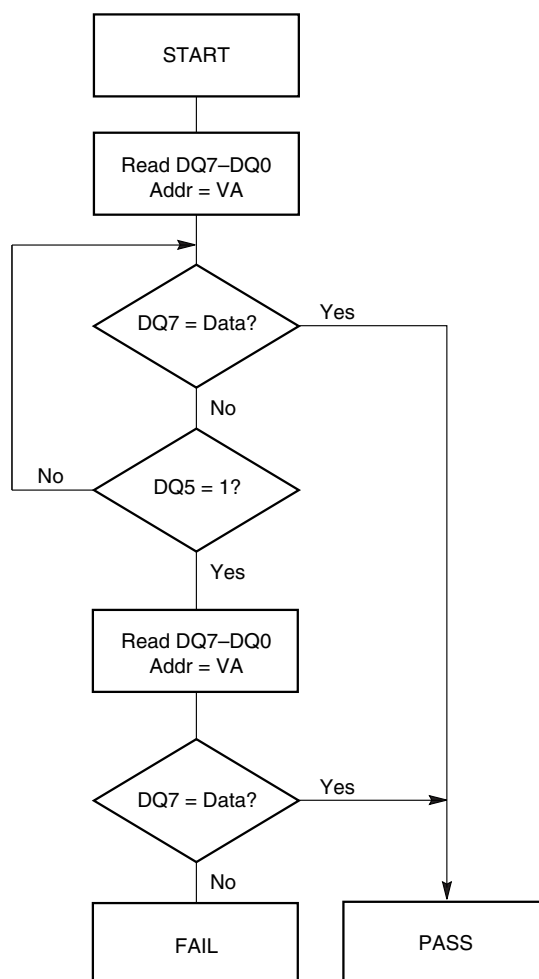 START
Read DQ7–DQ0
Addr = VA
DQ7 = Data?
Yes
No
No
DQ5 = 1?
Yes
Read DQ7–DQ0
Addr = VA
DQ7 = Data?
Yes
No
FAIL
PASS